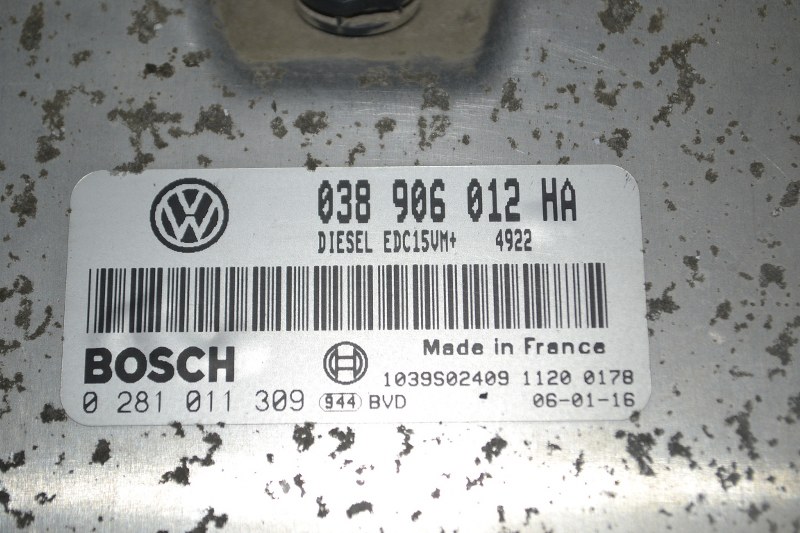 038 906 012 HA
DIESEL EDC15VM+ 4922
BOSCH
Made in France
1039S02409 1120 0178
0 281 011 309 944 BVD 06-01-16